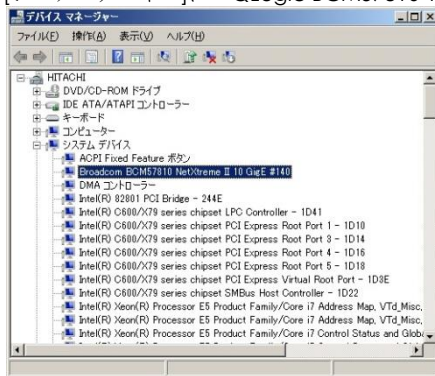 デバイス マネージャー
ファイル(F) 操作(A) 表示(V) ヘルプ(H)
HITACHI
DVD/CD-ROM ドライブ
IDE ATA/ATAPI コントローラー
キーボード
コンピューター
システム デバイス
ACPI Fixed Feature ボタン
Broadcom BCM57810 NetXtreme II 10 GigE #140
DMA コントローラー
Intel(R) 82801 PCI Bridge - 244E
Intel(R) C600/X79 series chipset LPC Controller - 1D41
Intel(R) C600/X79 series chipset PCI Express Root Port 1 - 1D10
Intel(R) C600/X79 series chipset PCI Express Root Port 3 - 1D14
Intel(R) C600/X79 series chipset PCI Express Root Port 4 - 1D16
Intel(R) C600/X79 series chipset PCI Express Root Port 5 - 1D18
Intel(R) C600/X79 series chipset PCI Express Virtual Root Port - 1D3E
Intel(R) C600/X79 series chipset SMBus Host Controller - 1D22
Intel(R) Xeon(R) Processor E5 Product Family/Core i7 Address Map, VTd_Misc,
Intel(R) Xeon(R) Processor E5 Product Family/Core i7 Address Map, VTd_Misc,
Intel(R) Xeon(R) Processor E5 Product Family/Core i7 Control Status and Globa